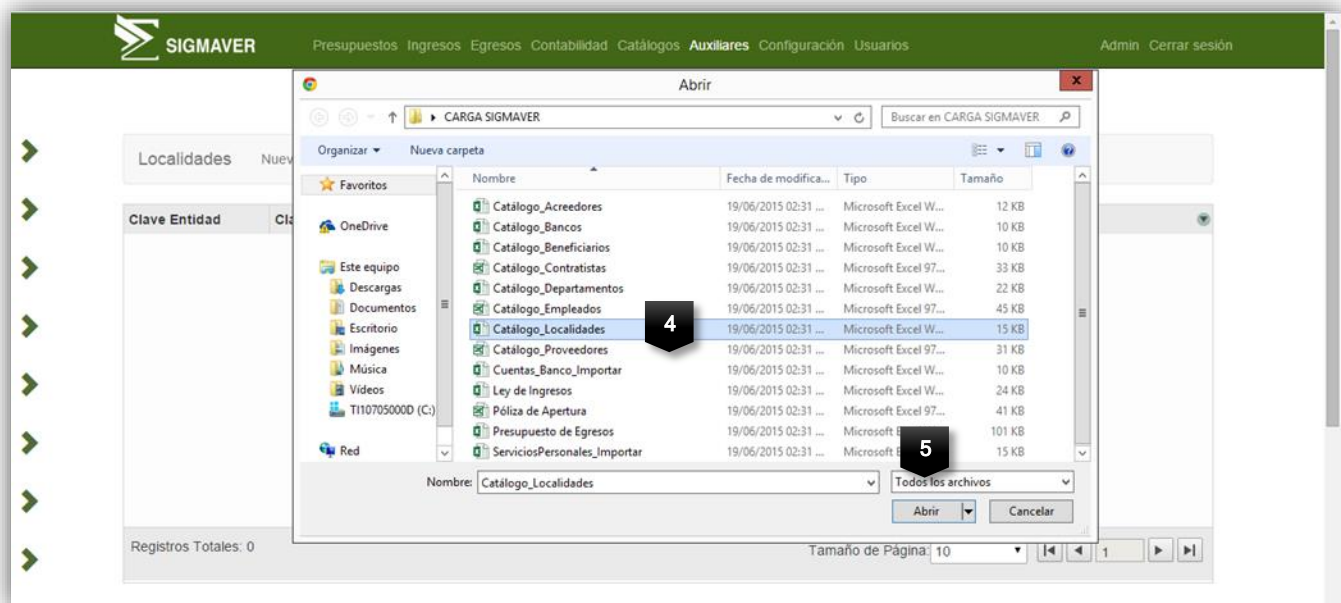 SIGMAVER Presupuestos Ingresos Egresos Contabilidad Catálogos Auxiliares Configuración Usuarios Admin Cerrar sesión
Abrir x
CARGA SIGMAVER Buscar en CARGA SIGMAVER
Organizar Nueva carpeta
Localidades Nuev
Favoritos
OneDrive
Este equipo
Descargas
Documentos
Escritorio
Imágenes
Música
Vídeos
TI10705000D (C:)
Red
Nombre Fecha de modifica... Tipo Tamaño
Catálogo_Acreedores 19/06/2015 02:31 ... Microsoft Excel W... 12 KB
Catálogo_Bancos 19/06/2015 02:31 ... Microsoft Excel W... 10 KB
Catálogo_Beneficiarios 19/06/2015 02:31 ... Microsoft Excel W... 10 KB
Catálogo_Contratistas 19/06/2015 02:31 ... Microsoft Excel 97... 33 KB
Catálogo_Departamentos 19/06/2015 02:31 ... Microsoft Excel W... 22 KB
Catálogo_Empleados 19/06/2015 02:31 ... Microsoft Excel 97... 45 KB
Catálogo_Localidades 4 19/06/2015 02:31 ... Microsoft Excel W... 15 KB
Catálogo_Proveedores 19/06/2015 02:31 ... Microsoft Excel 97... 31 KB
Cuentas_Banco_Importar 19/06/2015 02:31 ... Microsoft Excel W... 10 KB
Ley de Ingresos 19/06/2015 02:31 ... Microsoft Excel W... 24 KB
Póliza de Apertura 19/06/2015 02:31 ... Microsoft Excel 97... 41 KB
Presupuesto de Egresos 19/06/2015 02:31 ... Microsoft 101 KB
ServiciosPersonales_Importar 19/06/2015 02:31 ... Microsoft 15 KB
5
Clave Entidad Cla
Nombre: Catálogo_Localidades Todos los archivos
Abrir Cancelar
Registros Totales: 0 Tamaño de Página: 10 1